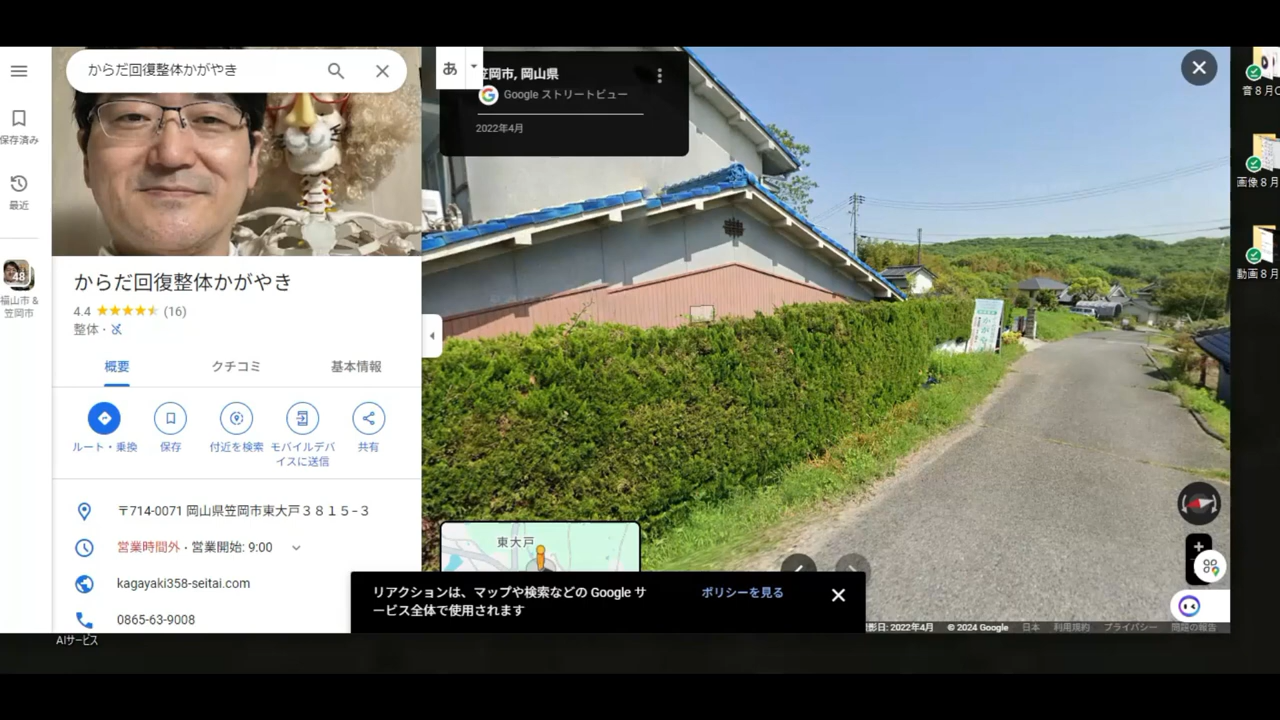 からだ回復整体かがやき
保存済み
最近
48
福山市 &
笠岡市
からだ回復整体かがやき
4.4
(16)
整体・
概要
クチコミ
基本情報
ルート・乗換
保存
付近を検索
モバイルデバ
イスに送信
共有
〒714-0071 岡山県笠岡市東大戸３８１５−３
営業時間外・営業開始: 9:00
kagayaki358-seitai.com
0865-63-9008
AIサービス
あ
笠岡市, 岡山県
Google ストリートビュー
2022年4月
東大戸
リアクションは、マップや検索などの Google サ
ービス全体で使用されます
ポリシーを見る
影日: 2022年4月
© 2024 Google
日本
利用規約
プライバシー
問題の報告
音８月
画像８月
動画８月